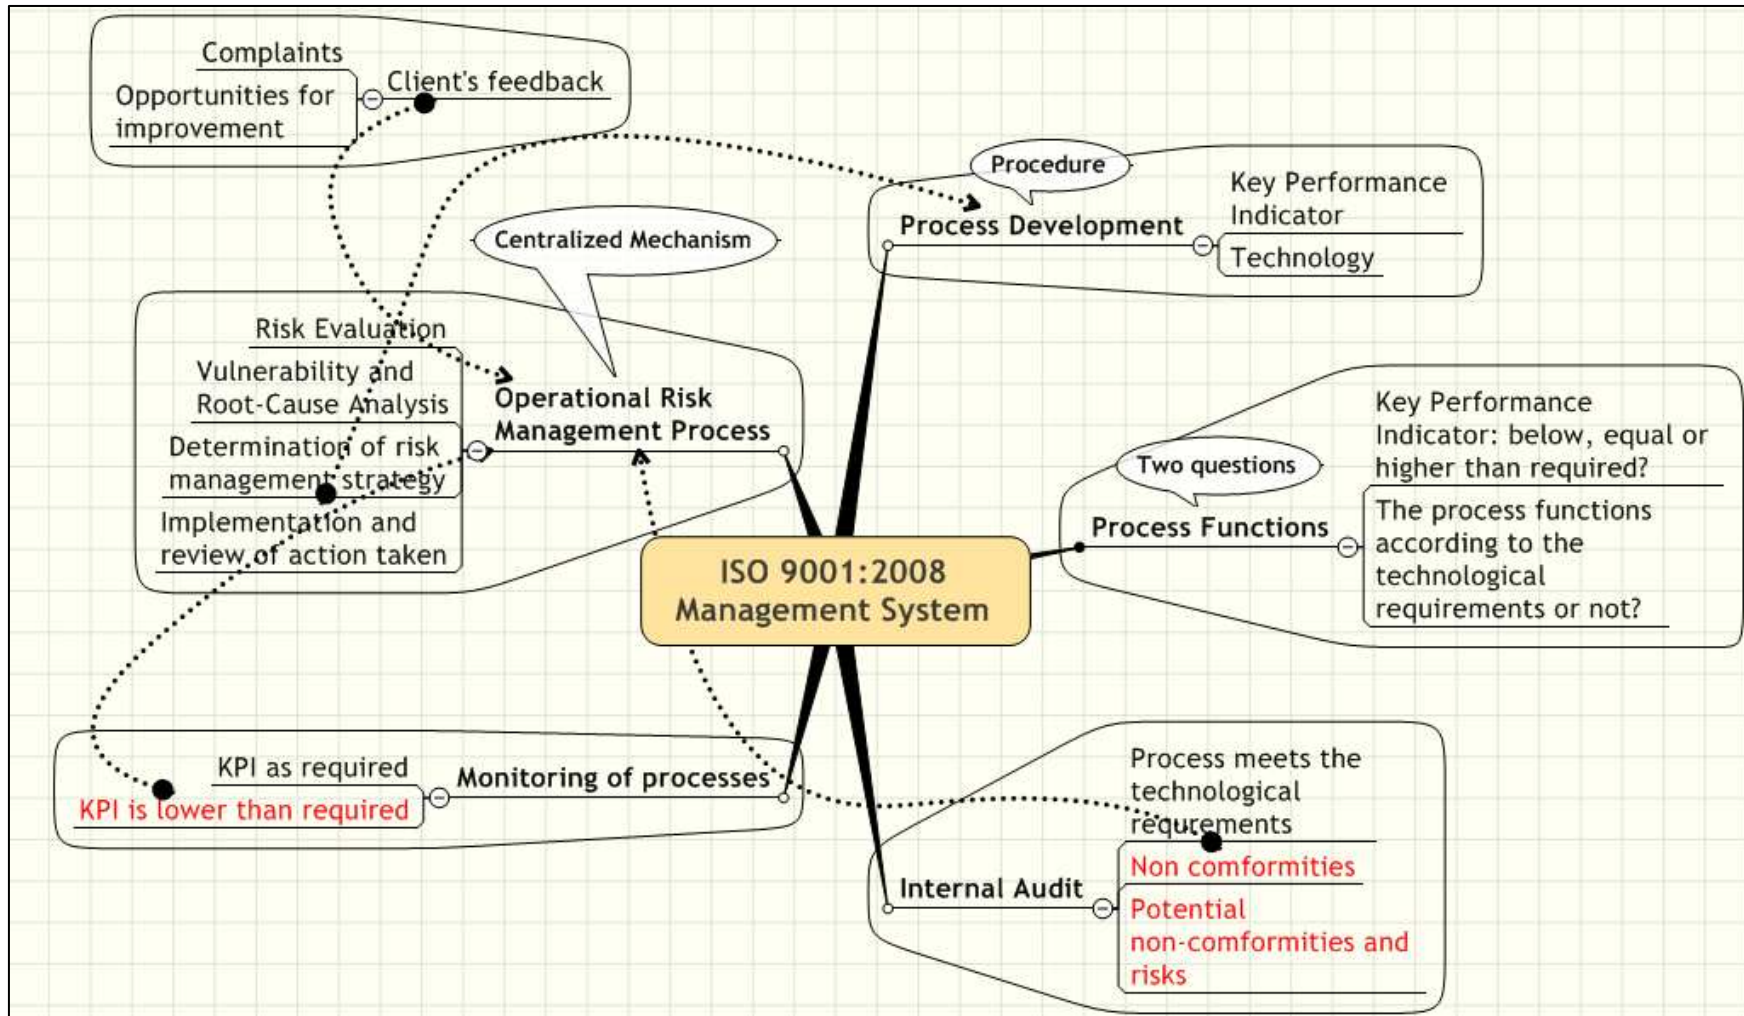 Complaints
Opportunities for
improvement
Client's feedback
Procedure
Process Development
Key Performance
Indicator
Technology
Centralized Mechanism
Risk Evaluation
Vulnerability and
Root-Cause Analysis
Determination of risk
management strategy
Implementation and
review of action taken
Operational Risk
Management Process
Two questions
Process Functions
Key Performance
Indicator: below, equal or
higher than required?
The process functions
according to the
technological
requirements or not?
ISO 9001:2008
Management System
KPI as required
KPI is lower than required
Monitoring of processes
Internal Audit
Process meets the
technological
requrements
Non comformities
Potential
non-comformities and
risks